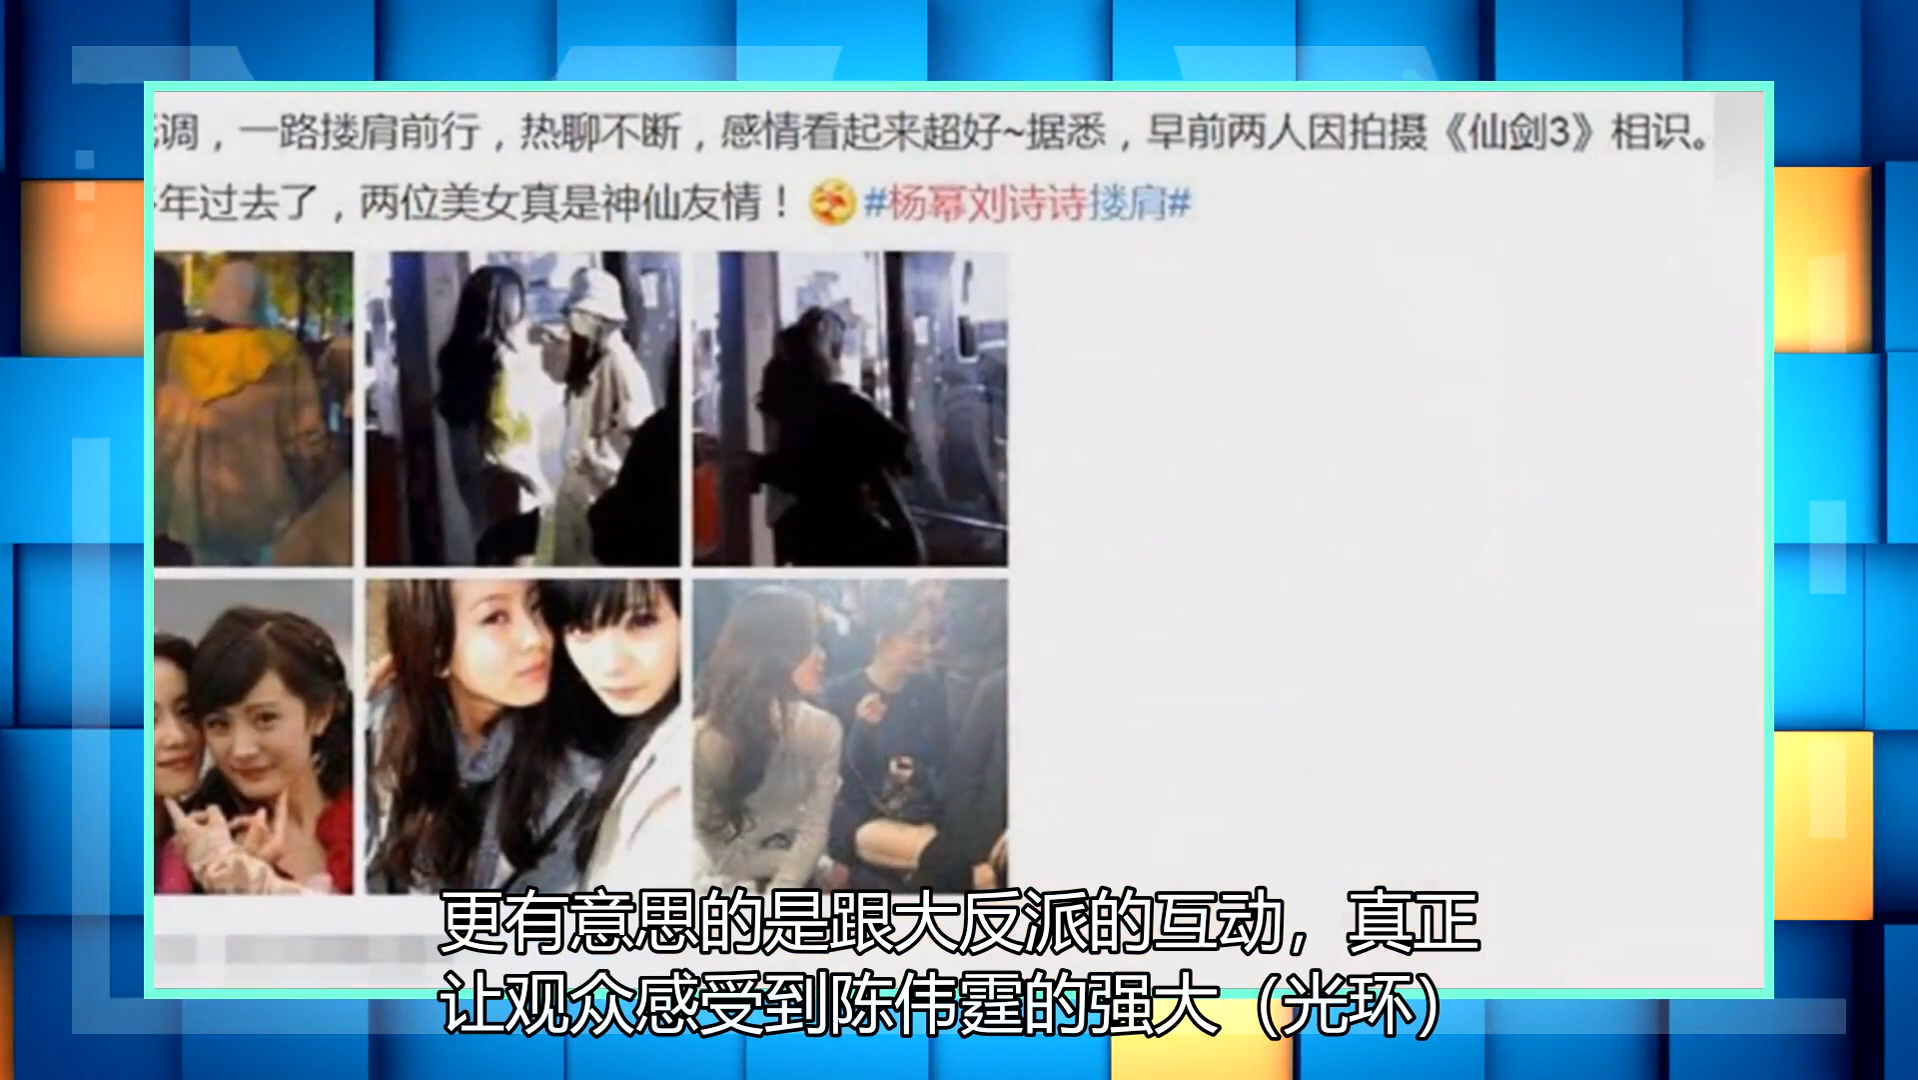 调，一路搂肩前行，热聊不断，感情看起来超好~据悉，早前两人因拍摄《仙剑3》相识。
年过去了，两位美女真是神仙友情！#杨幂刘诗诗搂肩#
更有意思的是跟大反派的互动，真正
让观众感受到陈伟霆的强大（光环）